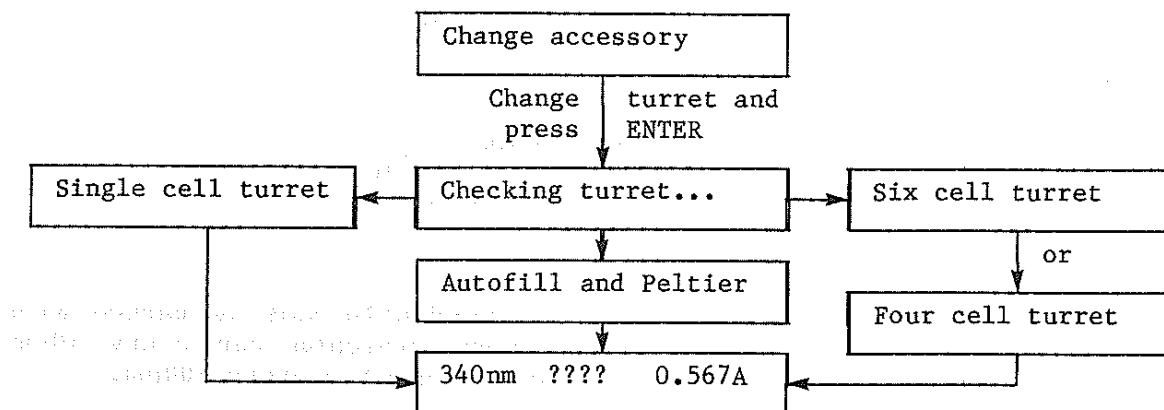 Change accessory
Change turret and
press ENTER
Single cell turret
Checking turret...
Six cell turret
or
Autofill and Peltier
Four cell turret
340nm ???? 0.567A